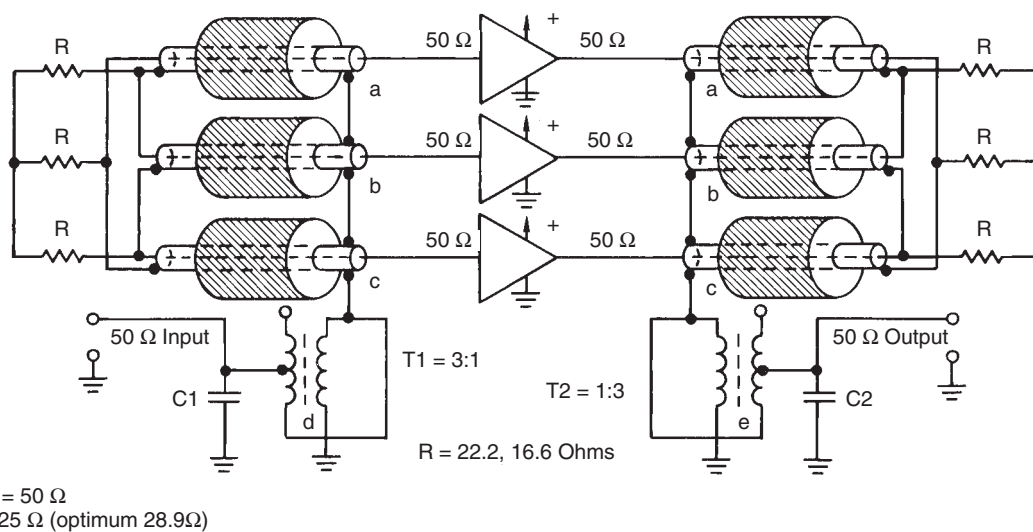 R
R
R
a
b
c
50 Ω
50 Ω
50 Ω
+
+
+
50 Ω
50 Ω
50 Ω
a
b
c
R
R
R
50 Ω Input
C1
d
T1 = 3:1
T2 = 1:3
e
50 Ω Output
C2
R = 22.2, 16.6 Ohms
= 50 Ω
25 Ω (optimum 28.9Ω)